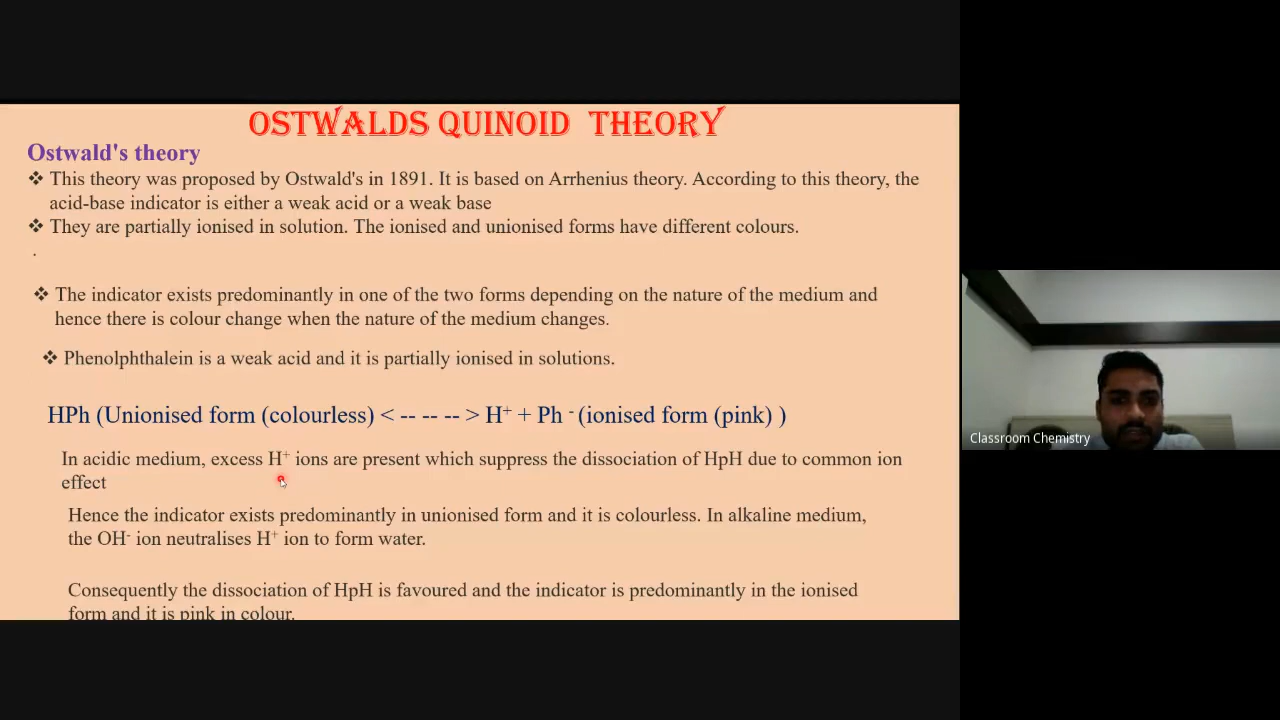 OSTWALDS QUINOID THEORY
Ostwald's theory
❖ This theory was proposed by Ostwald's in 1891. It is based on Arrhenius theory. According to this theory, the
acid-base indicator is either a weak acid or a weak base
❖ They are partially ionised in solution. The ionised and unionised forms have different colours.
.
❖ The indicator exists predominantly in one of the two forms depending on the nature of the medium and
hence there is colour change when the nature of the medium changes.
❖ Phenolphthalein is a weak acid and it is partially ionised in solutions.
HPh (Unionised form (colourless) < -- -- -- > H⁺ + Ph ⁻ (ionised form (pink) )
In acidic medium, excess H⁺ ions are present which suppress the dissociation of HpH due to common ion
effect
Hence the indicator exists predominantly in unionised form and it is colourless. In alkaline medium,
the OH⁻ ion neutralises H⁺ ion to form water.
Consequently the dissociation of HpH is favoured and the indicator is predominantly in the ionised
form and it is pink in colour.
Classroom Chemistry